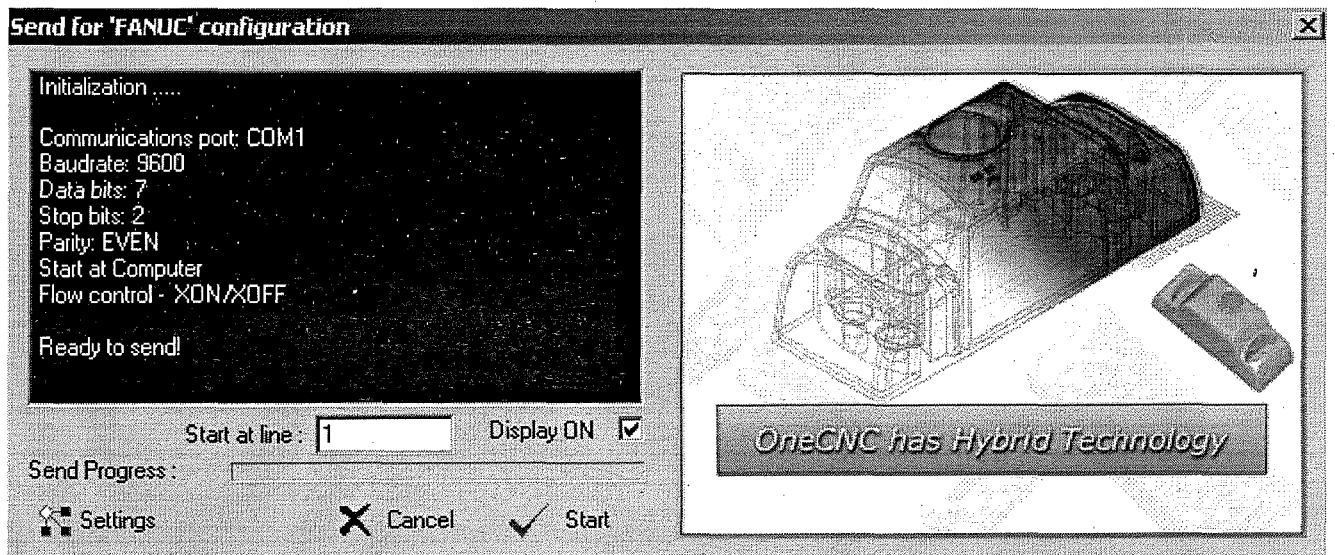 Send for 'FANUC' configuration
Initialization .....
Communications port: COM1
Baudrate: 9600
Data bits: 7
Stop bits: 2
Parity: EVEN
Start at Computer
Flow control - XON/XOFF
Ready to send!
Start at line : 1
Display ON
Send Progress :
Settings
Cancel
Start
OneCNC has Hybrid Technology